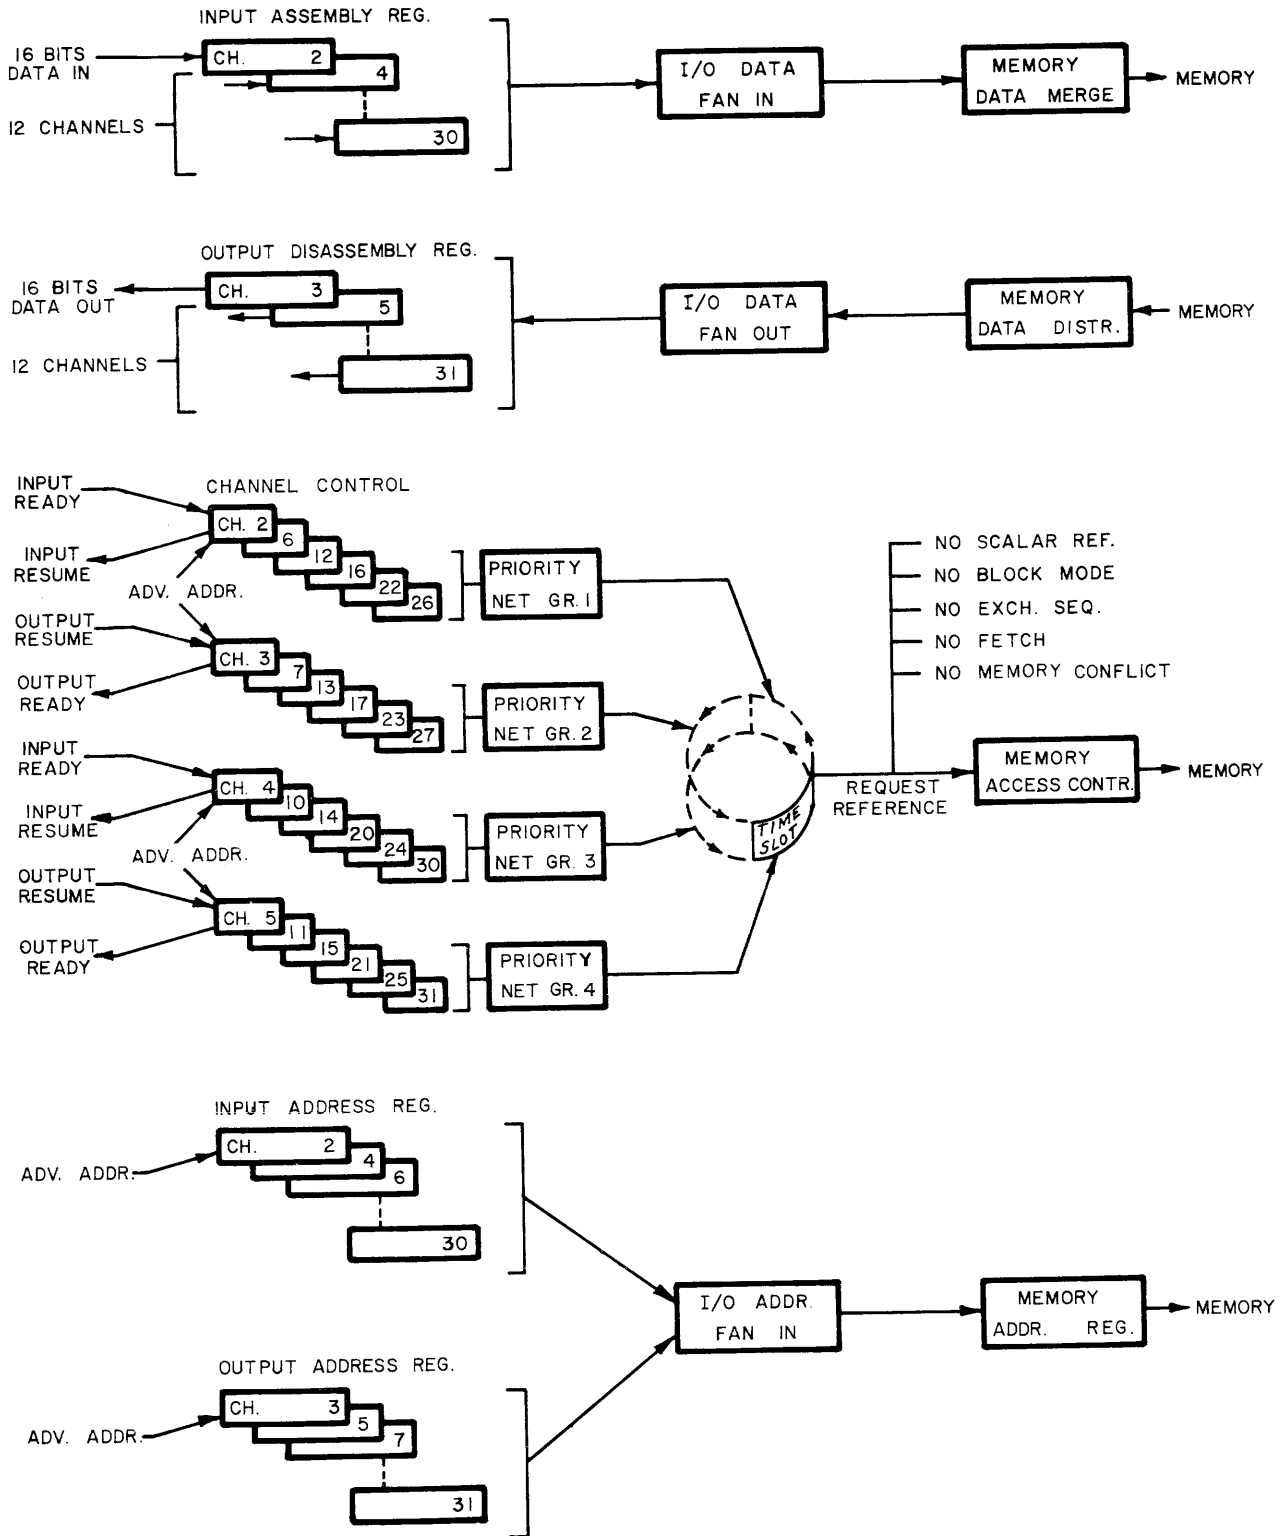 INPUT ASSEMBLY REG.
16 BITS
DATA IN
CH. 2
4
30
12 CHANNELS
I/O DATA
FAN IN
MEMORY
DATA MERGE
MEMORY
OUTPUT DISASSEMBLY REG.
16 BITS
DATA OUT
CH. 3
5
31
12 CHANNELS
I/O DATA
FAN OUT
MEMORY
DATA DISTR.
MEMORY
CHANNEL CONTROL
INPUT
READY
INPUT
RESUME
CH. 2
6
12
16
22
26
PRIORITY
NET GR. 1
ADV. ADDR.
OUTPUT
RESUME
OUTPUT
READY
CH. 3
7
13
17
23
27
PRIORITY
NET GR. 2
INPUT
READY
INPUT
RESUME
CH. 4
10
14
20
24
30
PRIORITY
NET GR. 3
ADV. ADDR.
OUTPUT
RESUME
OUTPUT
READY
CH. 5
11
15
21
25
31
PRIORITY
NET GR. 4
TIME
SLOT
NO SCALAR REF.
NO BLOCK MODE
NO EXCH. SEQ.
NO FETCH
NO MEMORY CONFLICT
REQUEST
REFERENCE
MEMORY
ACCESS CONTR.
MEMORY
INPUT ADDRESS REG.
CH. 2
4
6
30
ADV. ADDR.
OUTPUT ADDRESS REG.
CH. 3
5
7
31
ADV. ADDR.
I/O ADDR.
FAN IN
MEMORY
ADDR. REG.
MEMORY